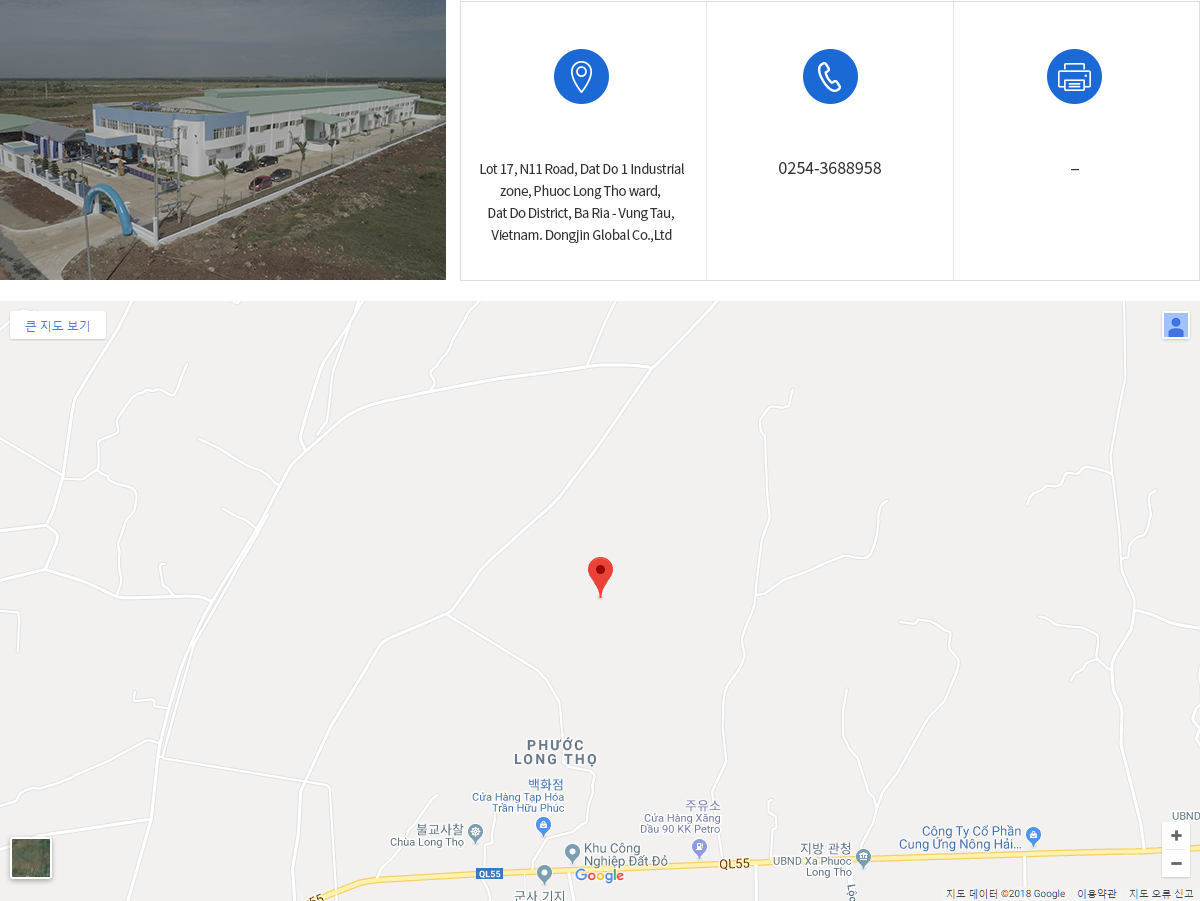 Lot 17, N11 Road, Dat Do 1 Industrial
zone, Phuoc Long Tho ward,
Dat Do District, Ba Ria - Vung Tau,
Vietnam. Dongjin Global Co.,Ltd
0254-3688958
–
큰 지도 보기
PHƯỚC
LONG THỌ
백화점
Cửa Hàng Tạp Hóa
Trần Hữu Phúc
불교사찰
Chùa Long Thọ
주유소
Cửa Hàng Xăng
Dầu 90 KK Petro
Khu Công
Nghiệp Đất Đỏ
지방 관청
UBND Xa Phuoc
Long Tho
Công Ty Cổ Phần
Cung Ứng Nông Hải...
UBND
+
−
QL55
QL55
55
Google
군사 기지
Lộc
지도 데이터 ©2018 Google
이용약관
지도 오류 신고